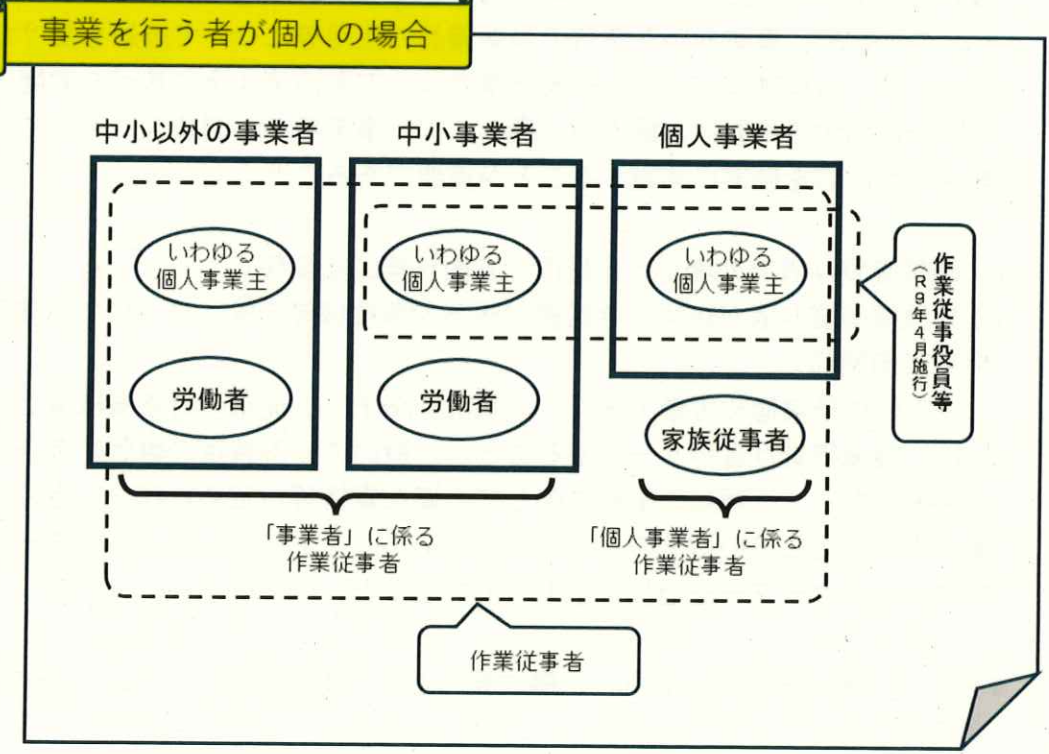 事業を行う者が個人の場合
中小以外の事業者
中小事業者
個人事業者
いわゆる
個人事業主
いわゆる
個人事業主
いわゆる
個人事業主
作業従事役員等
（R9年4月施行）
労働者
労働者
家族従事者
「事業者」に係る
作業従事者
「個人事業者」に係る
作業従事者
作業従事者